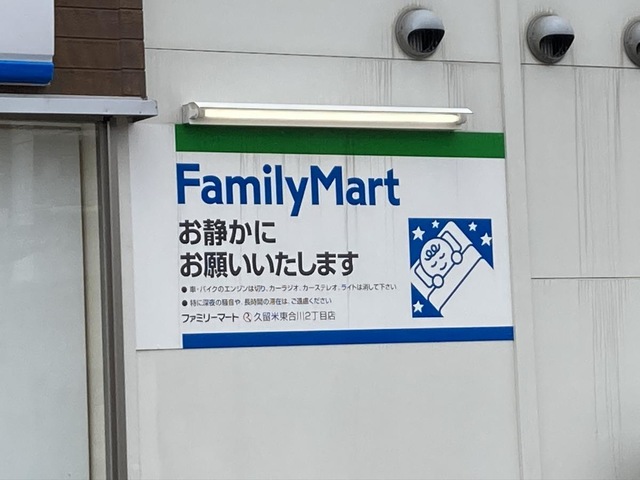 FamilyMart
お静かに
お願いいたします
● 車・バイクのエンジンは切り、カーラジオ、カーステレオ、ライトは消して下さい
● 特に深夜の騒音や、長時間の滞在は、ご遠慮ください
ファミリーマート 久留米東合川2丁目店